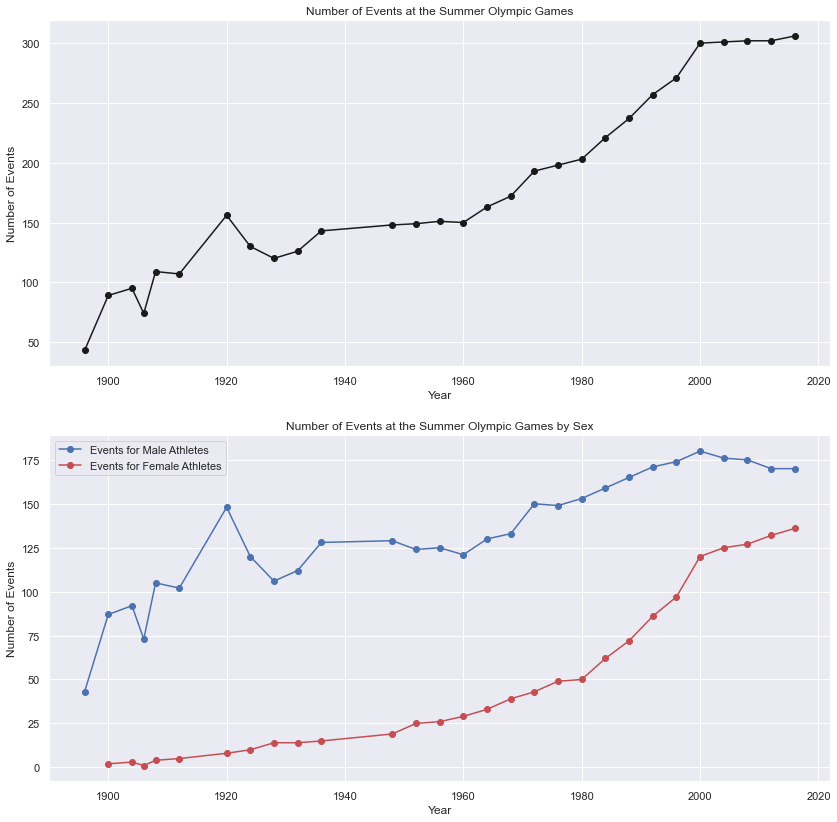 Number of Events at the Summer Olympic Games
300
250
200
150
100
50
Number of Events
1900 1920 1940 1960 1980 2000 2020
Year
Number of Events at the Summer Olympic Games by Sex
Events for Male Athletes
Events for Female Athletes
175
150
125
100
75
50
25
0
Number of Events
1900 1920 1940 1960 1980 2000 2020
Year